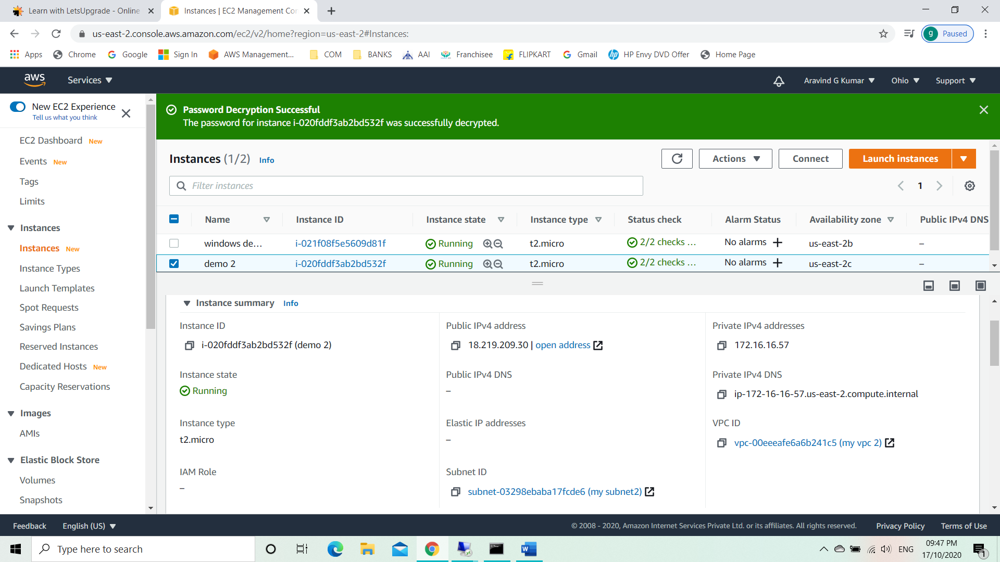 Learn with LetsUpgrade - Online
Instances | EC2 Management Con
us-east-2.console.aws.amazon.com/ec2/v2/home?region=us-east-2#Instances:
g Paused
Apps Chrome Google Sign In AWS Management... COM BANKS AAI Franchisee FLIPKART Gmail HP Envy DVD Offer Home Page
aws Services Aravind G Kumar Ohio Support
New EC2 Experience
Tell us what you think
EC2 Dashboard New
Events New
Tags
Limits
Instances
Instances New
Instance Types
Launch Templates
Spot Requests
Savings Plans
Reserved Instances
Dedicated Hosts New
Capacity Reservations
Images
AMIs
Elastic Block Store
Volumes
Snapshots
Password Decryption Successful
The password for instance i-020fddf3ab2bd532f was successfully decrypted.
Instances (1/2) Info
Actions Connect Launch instances
Filter instances
1
Name Instance ID Instance state Instance type Status check Alarm Status Availability zone Public IPv4 DNS
windows de... i-021f08f5e5609d81f Running t2.micro 2/2 checks ... No alarms + us-east-2b –
demo 2 i-020fddf3ab2bd532f Running t2.micro 2/2 checks ... No alarms + us-east-2c –
Instance summary Info
Instance ID
i-020fddf3ab2bd532f (demo 2)
Public IPv4 address
18.219.209.30 | open address
Private IPv4 addresses
172.16.16.57
Instance state
Running
Public IPv4 DNS
–
Private IPv4 DNS
ip-172-16-16-57.us-east-2.compute.internal
Instance type
t2.micro
Elastic IP addresses
–
VPC ID
vpc-00eeeafe6a6b241c5 (my vpc 2)
IAM Role
–
Subnet ID
subnet-03298ebaba17fcde6 (my subnet2)
Feedback English (US) © 2008 - 2020, Amazon Internet Services Private Ltd. or its affiliates. All rights reserved. Privacy Policy Terms of Use
Type here to search
W
ENG
09:47 PM
17/10/2020
1